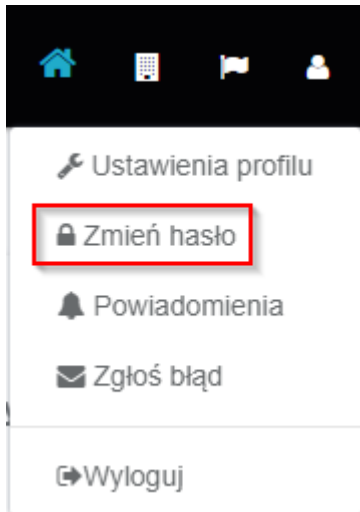 Ustawienia profilu
Zmień hasło
Powiadomienia
Zgłoś błąd
Wyloguj